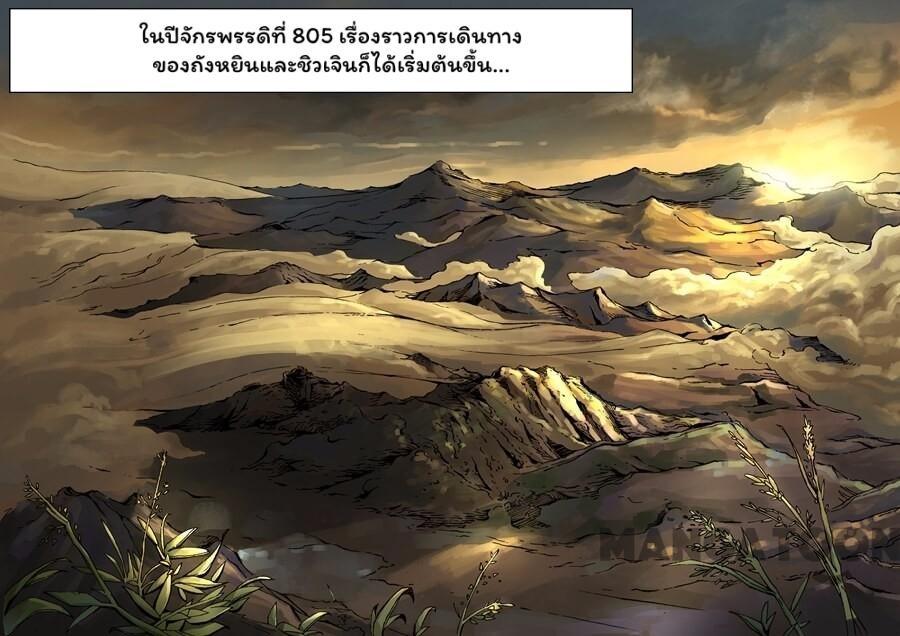 ในปีจักรพรรดิที่ 805 เรื่องราวการเดินทาง
ของถังหยินและชิวเจินก็ได้เริ่มต้นขึ้น...
MANGATOON